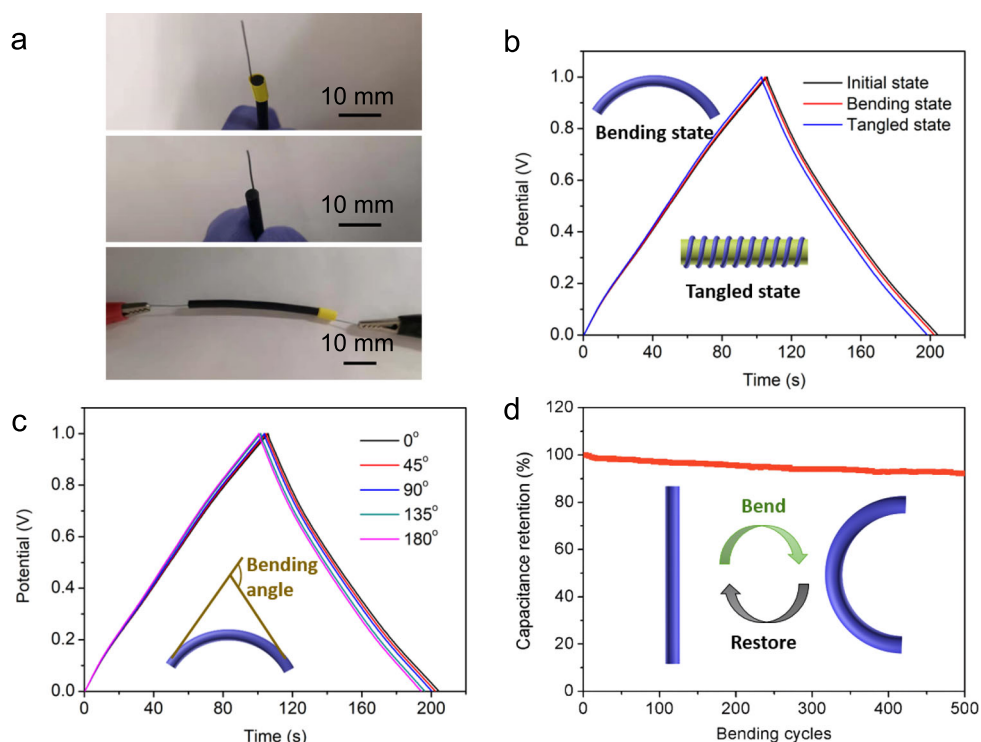 a
10 mm
10 mm
10 mm
b
Potential (V)
1.0
0.8
0.6
0.4
0.2
0.0
0 40 80 120 160 200
Time (s)
Initial state
Bending state
Tangled state
Bending state
Tangled state
c
Potential (V)
1.0
0.8
0.6
0.4
0.2
0.0
0 40 80 120 160 200
Time (s)
0°
45°
90°
135°
180°
Bending
angle
d
Capacitance retention (%)
120
100
80
60
40
20
0
0 100 200 300 400 500
Bending cycles
Bend
Restore